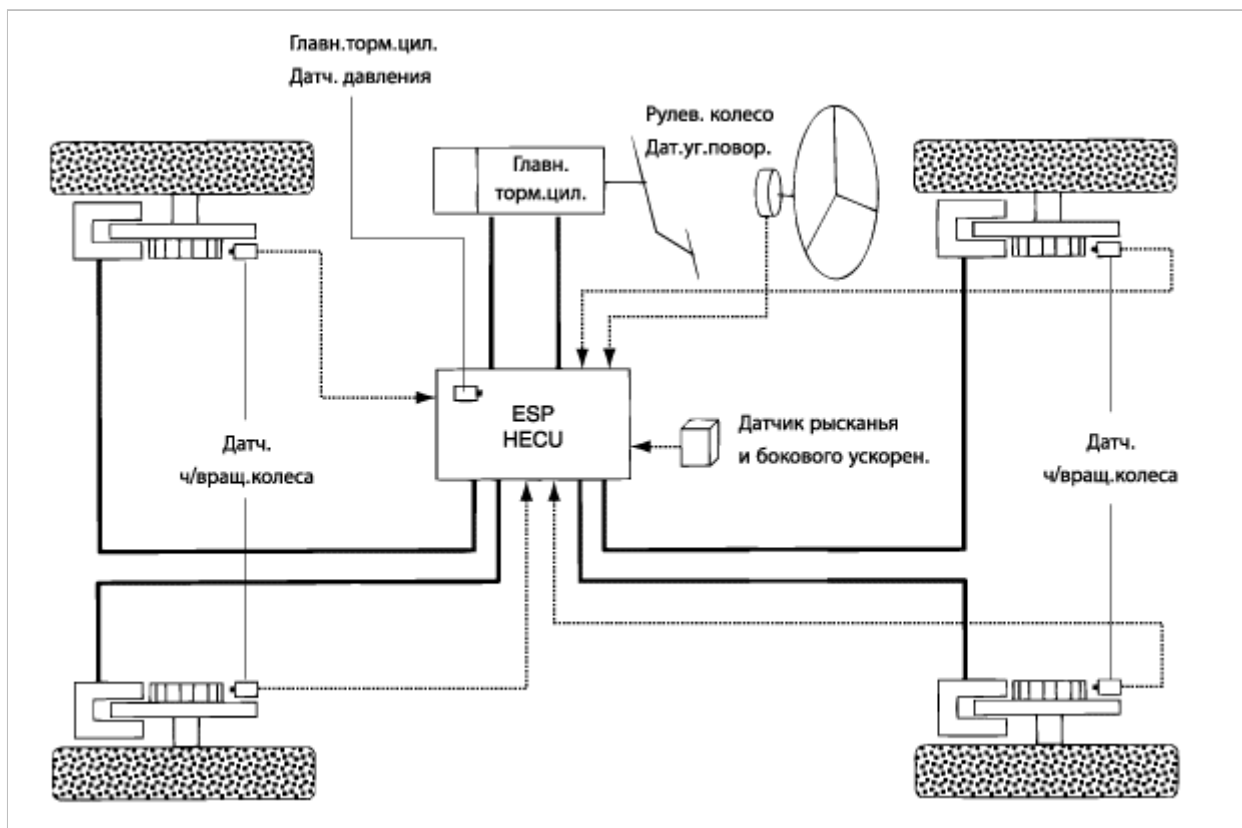 Главн.торм.цил.
Датч. давления
Рулев. колесо
Дат.уг.повор.
Главн.
торм.цил.
ESP
HECU
Датчик рысканья
и бокового ускорен.
Датч.
ч/вращ.колеса
Датч.
ч/вращ.колеса